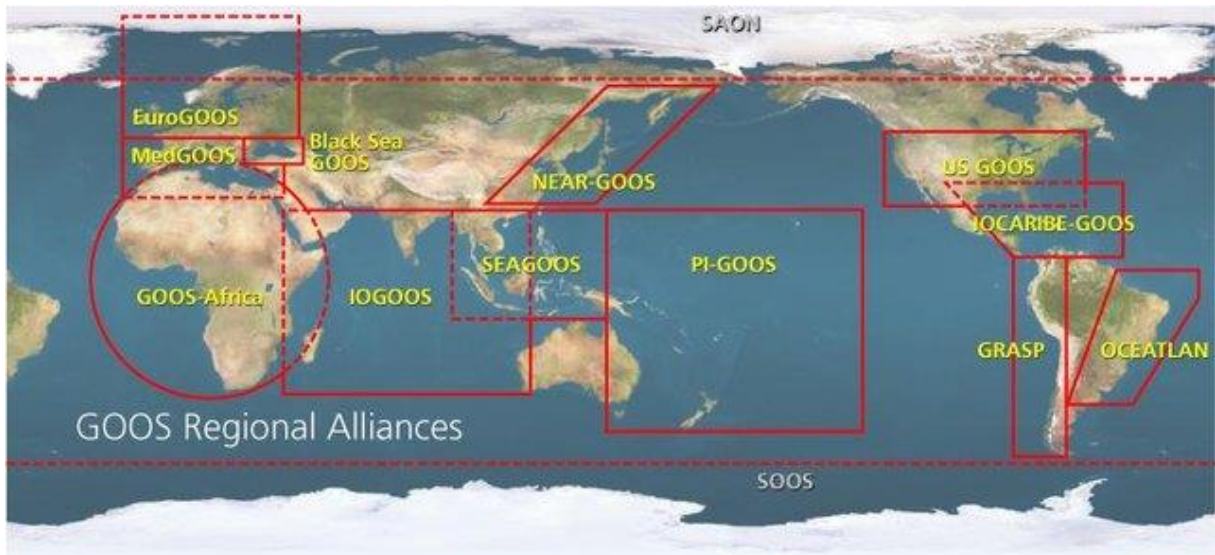 SAON
EuroGOOS
MedGOOS
Black Sea
GOOS
NEAR-GOOS
US GOOS
IOCARIBE-GOOS
SEAGOOS
PI-GOOS
GOOS-Africa
IOGOOS
GRASP
OCEATLAN
GOOS Regional Alliances
SOOS